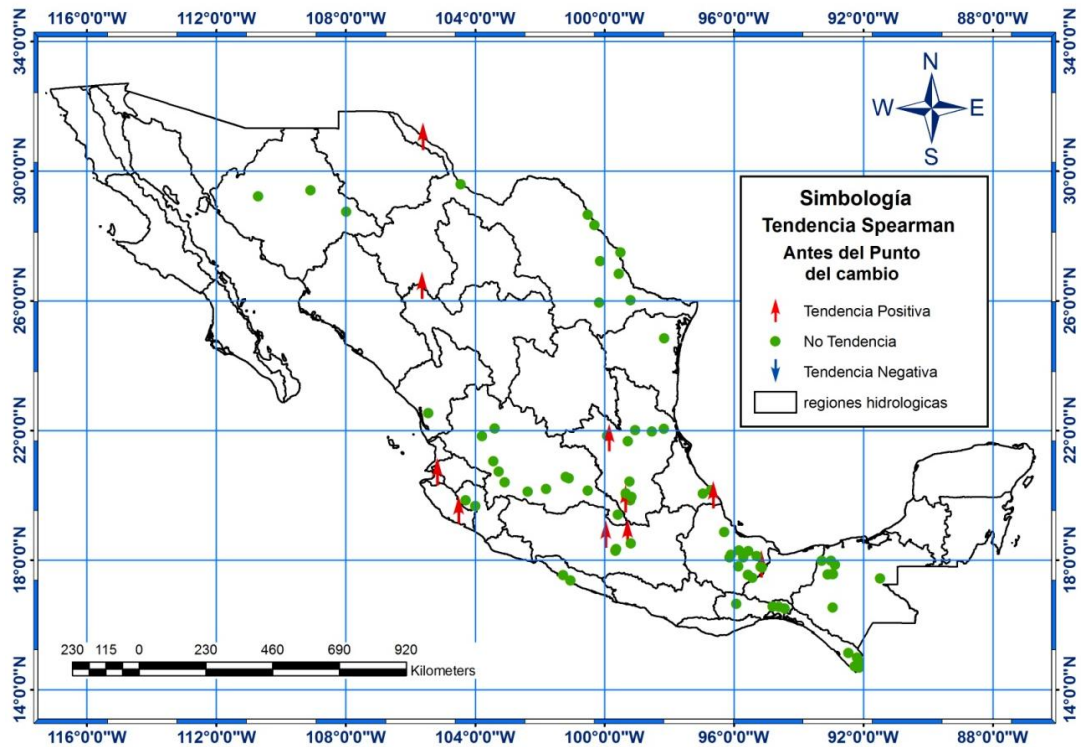 116°0'0"W 112°0'0"W 108°0'0"W 104°0'0"W 100°0'0"W 96°0'0"W 92°0'0"W 88°0'0"W
34°0'0"N 34°0'0"N
30°0'0"N 30°0'0"N
26°0'0"N 26°0'0"N
22°0'0"N 22°0'0"N
18°0'0"N 18°0'0"N
14°0'0"N 14°0'0"N
N
W E
S
Simbología
Tendencia Spearman
Antes del Punto
del cambio
Tendencia Positiva
No Tendencia
Tendencia Negativa
regiones hidrologicas
230 115 0 230 460 690 920
Kilometers
116°0'0"W 112°0'0"W 108°0'0"W 104°0'0"W 100°0'0"W 96°0'0"W 92°0'0"W 88°0'0"W